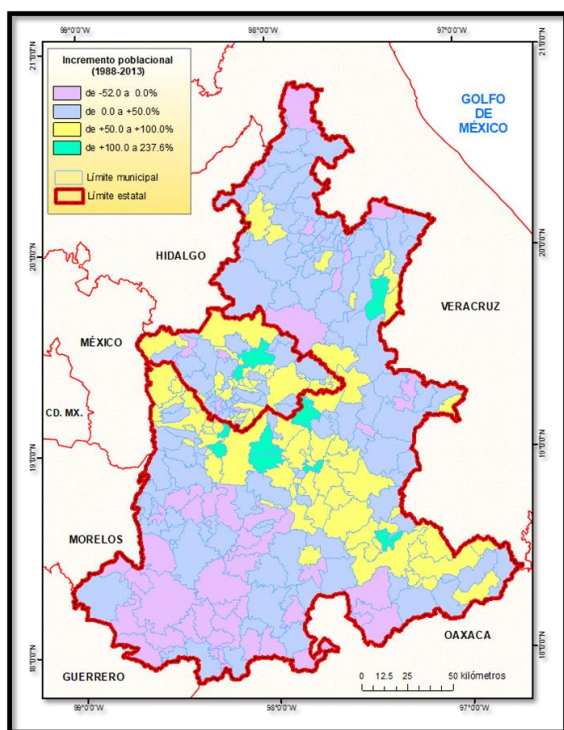 99°0'0"W
98°0'0"W
97°0'0"W
21°0'0"N
21°0'0"N
Incremento poblacional
(1988-2013)
de -52.0 a 0.0%
de 0.0 a +50.0%
de +50.0 a +100.0%
de +100.0 a 237.6%
Límite municipal
Límite estatal
GOLFO
DE
MÉXICO
20°0'0"N
20°0'0"N
HIDALGO
VERACRUZ
MÉXICO
CD. MX.
19°0'0"N
19°0'0"N
MORELOS
OAXACA
18°0'0"N
18°0'0"N
GUERRERO
0 12.5 25 50 kilómetros
99°0'0"W
98°0'0"W
97°0'0"W